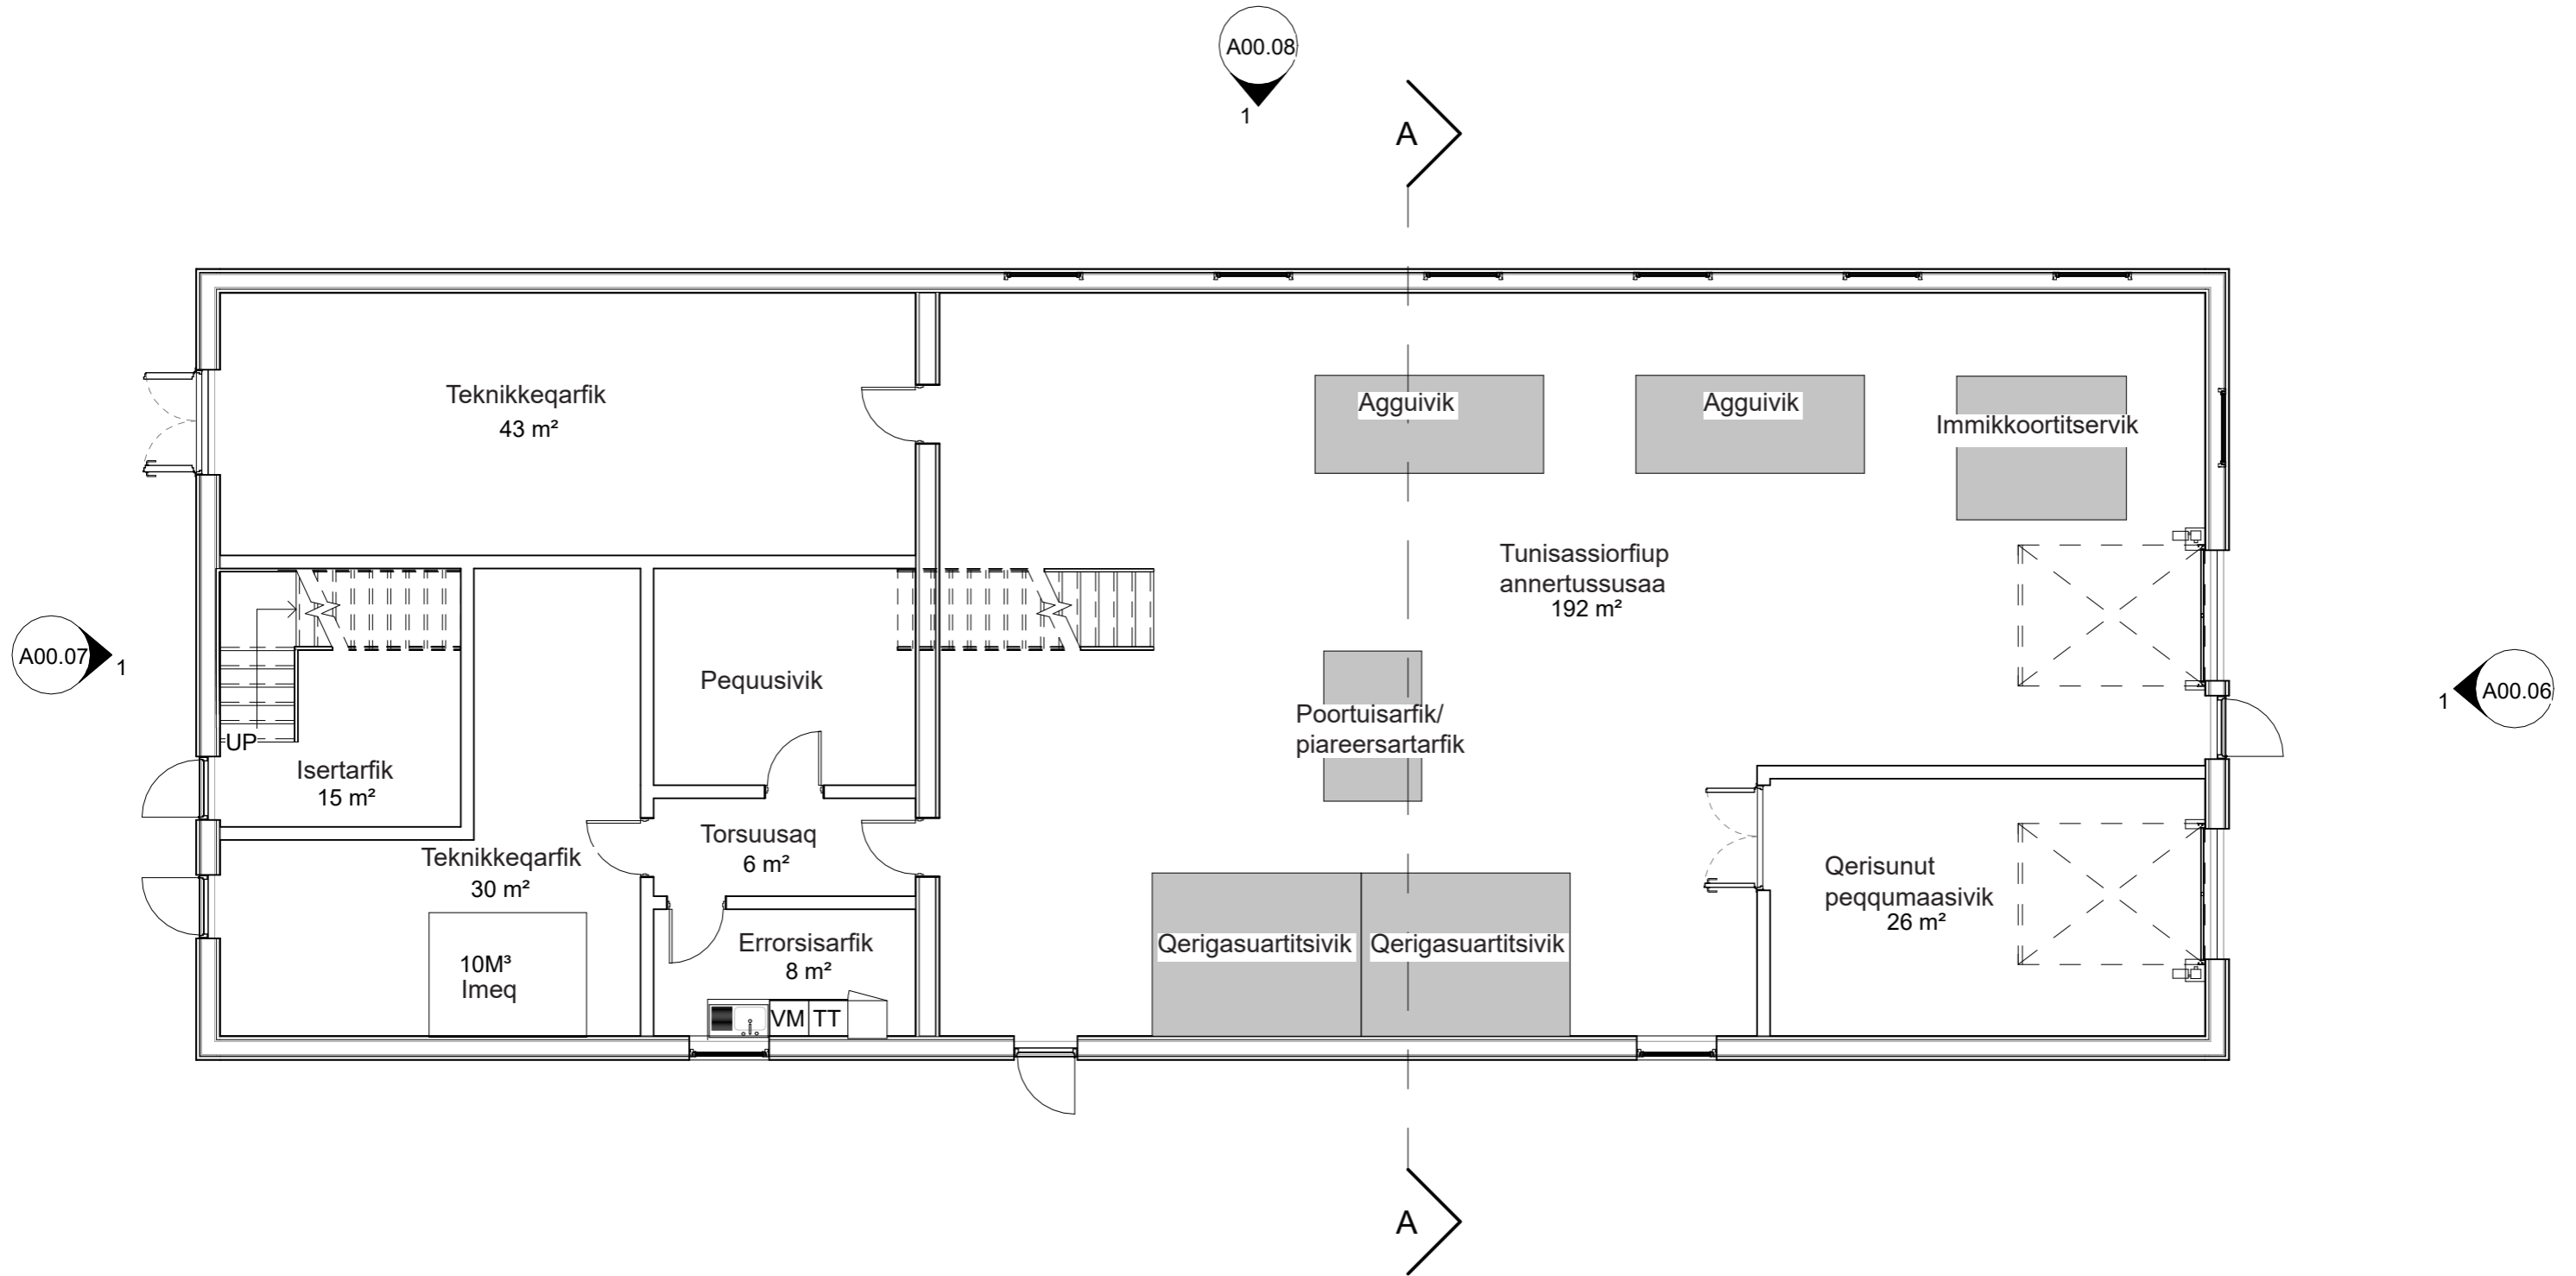 A00.08
1
A
Teknikkeqarfik
43 m²
Agguivik
Agguivik
Immikkoortitservik
Tunisassiorfiup
annertussusaa
192 m²
A00.07
1
Pequusivik
Poortuisarfik/
piareersartarfik
1
A00.06
UP
Isertarfik
15 m²
Torsuusaq
6 m²
Teknikkeqarfik
30 m²
Qerisunut
peqqumaasivik
26 m²
Errorsisarfik
8 m²
Qerigasuartitsivik
Qerigasuartitsivik
10M³
Imeq
VM
TT
A